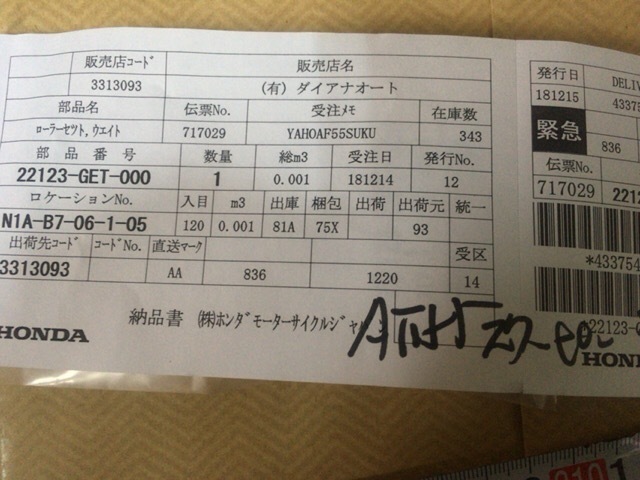 販売店ｺｰﾄﾞ 販売店名
3313093 (有) ダイアナオート
部品名 伝票No. 受注ﾒﾓ 在庫数
ﾛｰﾗｰｾﾂﾄ,ｳｴｲﾄ 717029 YAHOAF55SUKU 343
部品番号 数量 総m3 受注日 発行No.
22123-GET-000 1 0.001 181214 12
ロケーションNo. 入目 m3 出庫 梱包 出荷 出荷元 統一
N1A-B7-06-1-05 120 0.001 81A 75X 93
出荷先ｺｰﾄﾞ ｺｰﾄﾞNo. 直送ﾏｰｸ 受区
3313093 AA 836 1220 14
HONDA 納品書 ㈱ﾎﾝﾀﾞﾓｰﾀｰｻｲｸﾙｼﾞｬ
発行日 DELIV
181215 43375
緊急 836
伝票No.
717029 2212
*433754
22123-G
HON